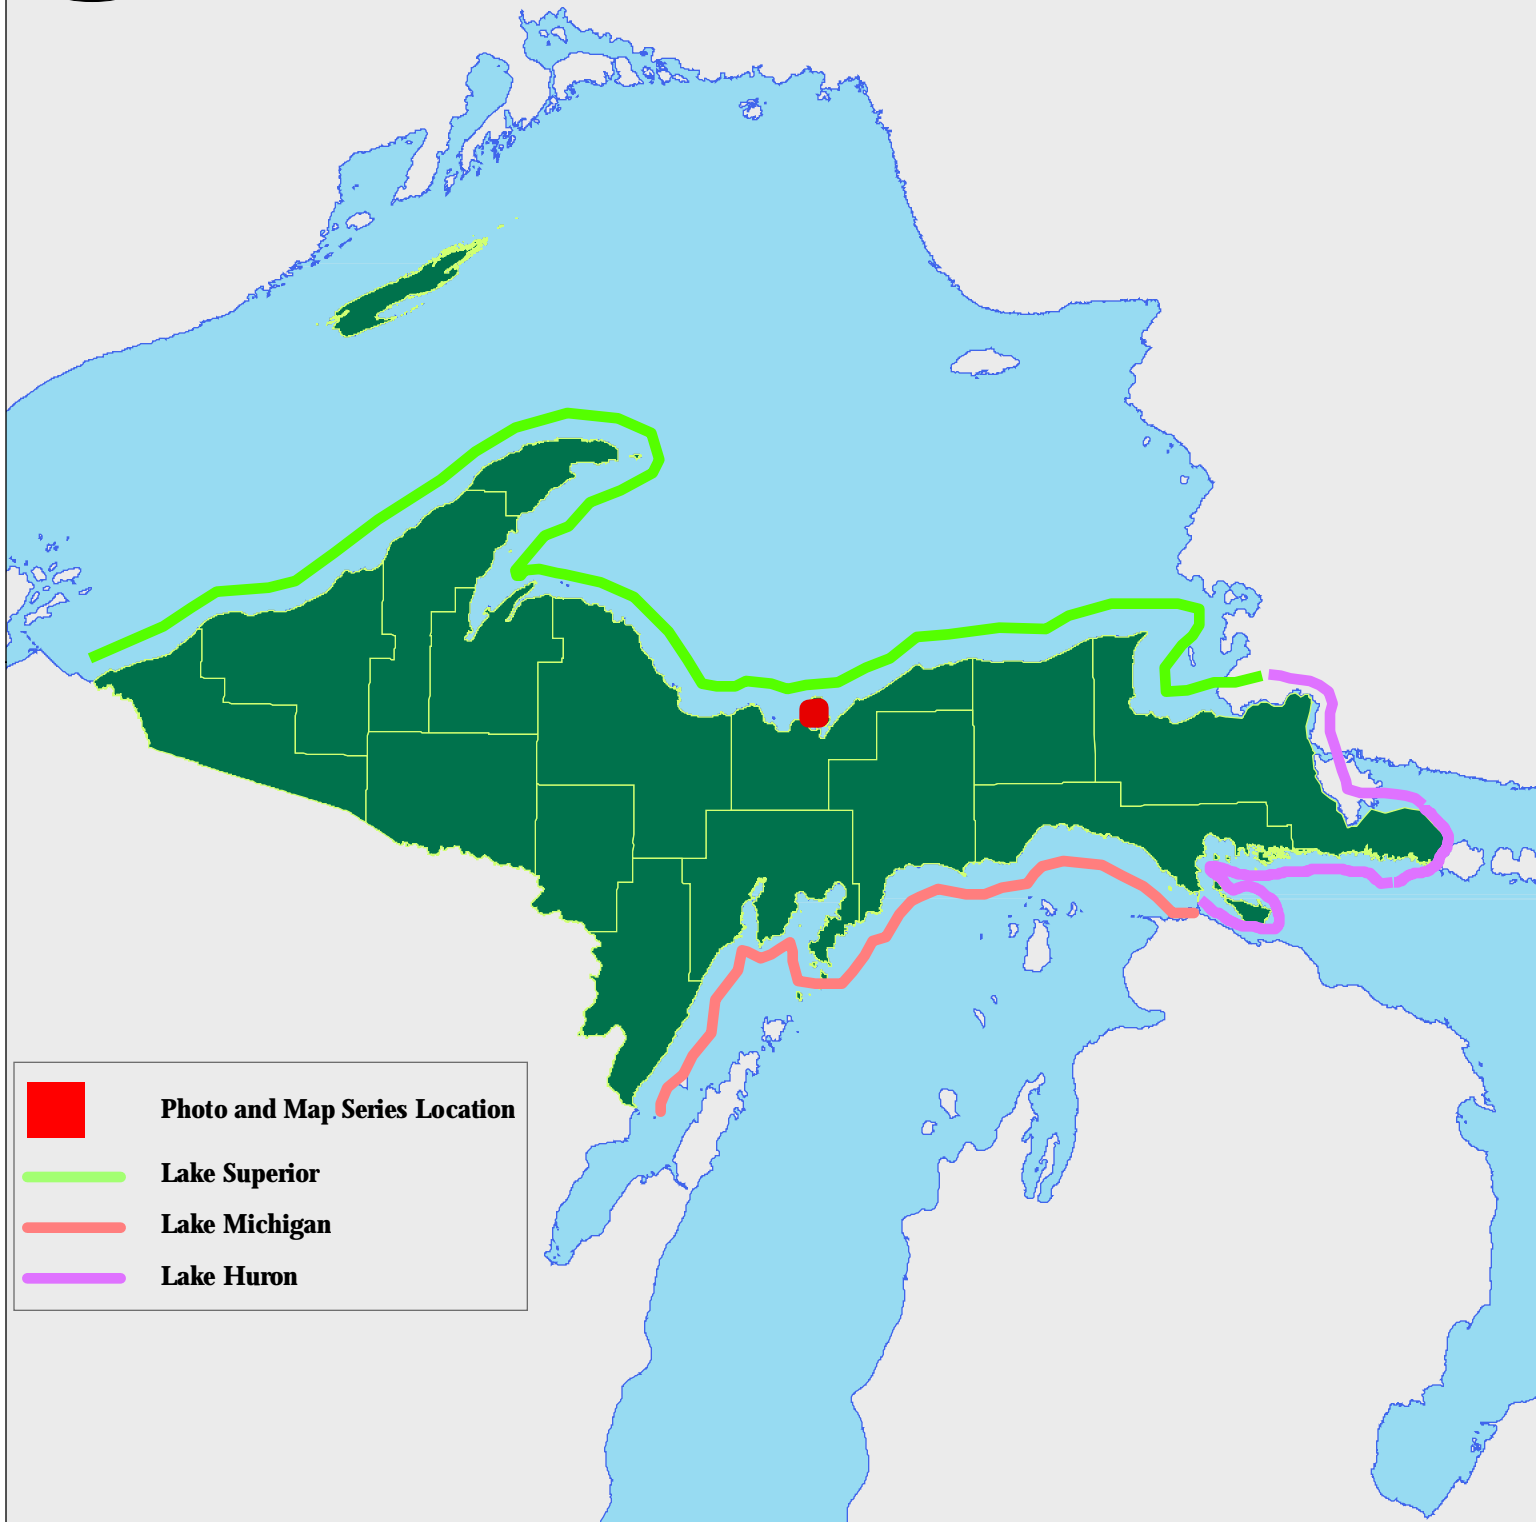 Photo and Map Series Location
Lake Superior
Lake Michigan
Lake Huron